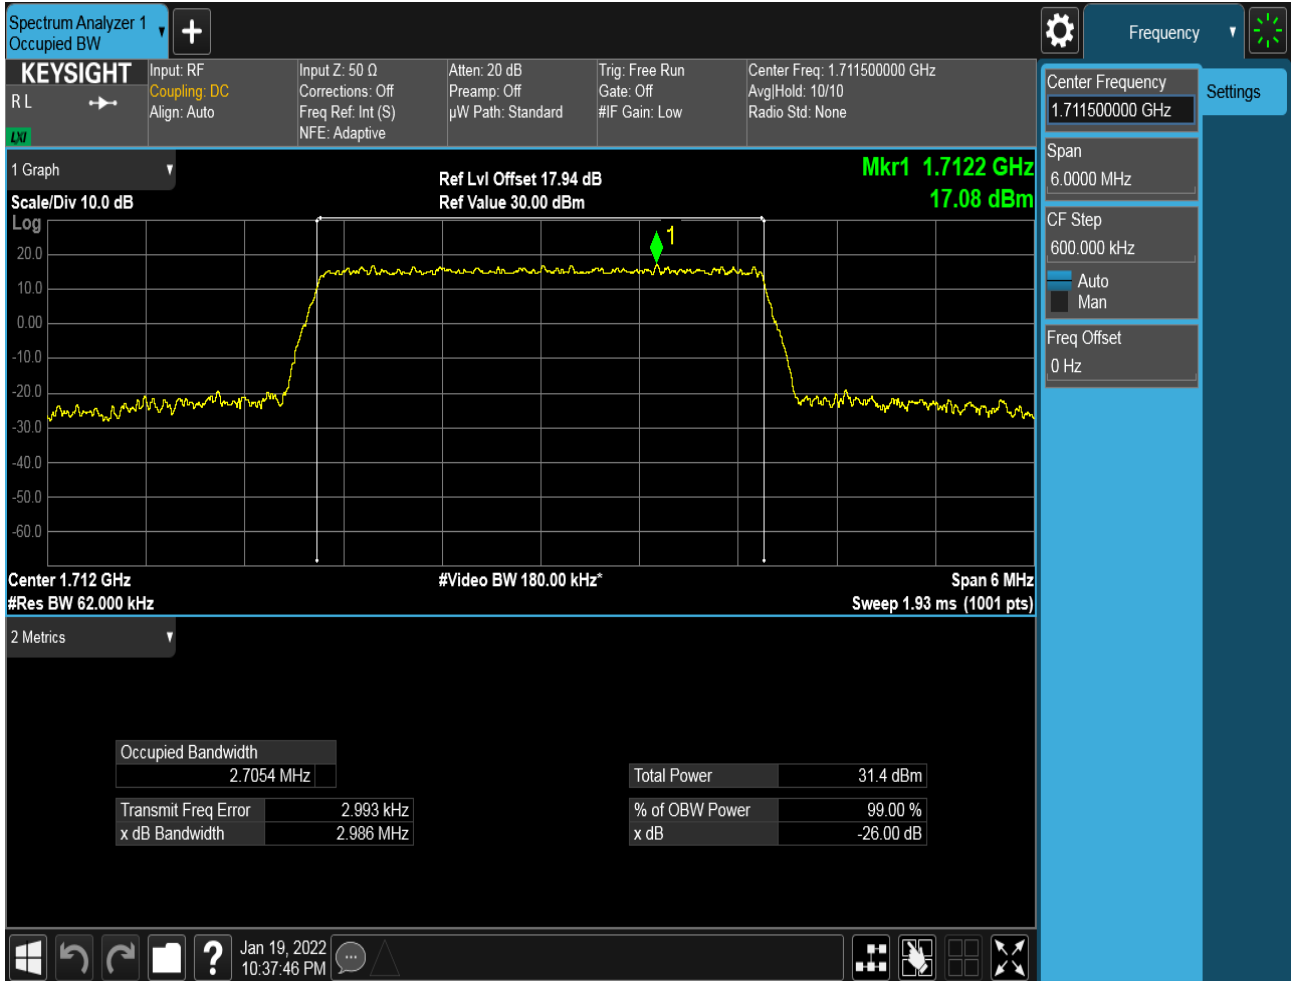 Spectrum Analyzer 1
Occupied BW
+
Frequency
KEYSIGHT
R L
LXI
Input: RF
Coupling: DC
Align: Auto
Input Z: 50 Ω
Corrections: Off
Freq Ref: Int (S)
NFE: Adaptive
Atten: 20 dB
Preamp: Off
µW Path: Standard
Trig: Free Run
Gate: Off
#IF Gain: Low
Center Freq: 1.711500000 GHz
Avg|Hold: 10/10
Radio Std: None
Center Frequency
1.711500000 GHz
Settings
Span
6.0000 MHz
CF Step
600.000 kHz
Auto
Man
Freq Offset
0 Hz
1 Graph
Scale/Div 10.0 dB
Ref Lvl Offset 17.94 dB
Ref Value 30.00 dBm
Mkr1 1.7122 GHz
17.08 dBm
Log
1
20.0
10.0
0.00
-10.0
-20.0
-30.0
-40.0
-50.0
-60.0
Center 1.712 GHz
#Video BW 180.00 kHz*
Span 6 MHz
#Res BW 62.000 kHz
Sweep 1.93 ms (1001 pts)
2 Metrics
Occupied Bandwidth
2.7054 MHz
Total Power 31.4 dBm
Transmit Freq Error 2.993 kHz
% of OBW Power 99.00 %
x dB Bandwidth 2.986 MHz
x dB -26.00 dB
?
Jan 19, 2022
10:37:46 PM